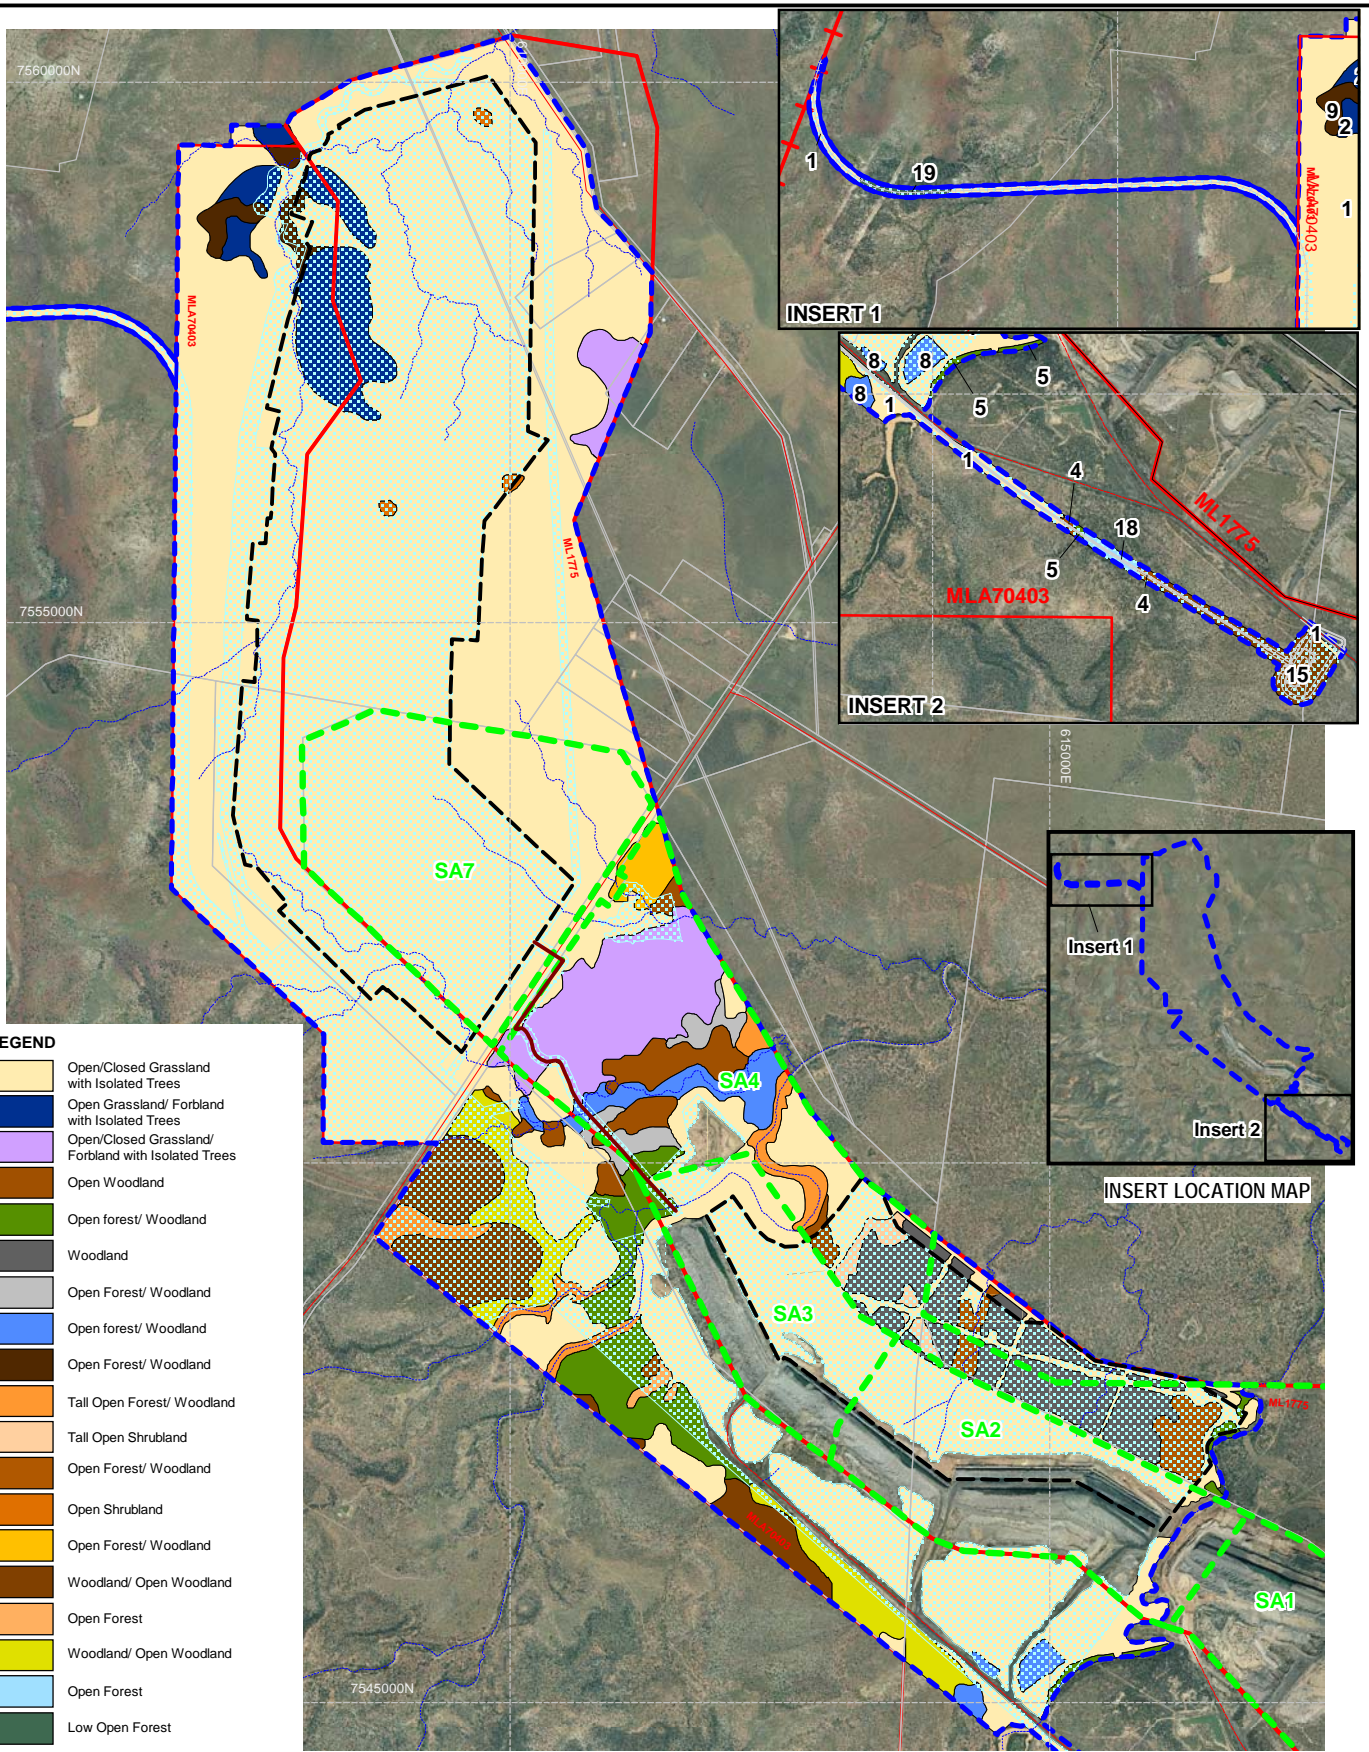 7560000N
7555000N
7545000N
615000E
MLA70403
ML1775
SA7
SA4
SA3
SA2
SA1
ML1775
MLA70403
1
19
9
2
1
MLA70403
INSERT 1
8
8
8
1
5
5
1
4
18
5
4
1
15
ML1775
MLA70403
INSERT 2
Insert 1
Insert 2
INSERT LOCATION MAP
EGEND
Open/Closed Grassland
with Isolated Trees
Open Grassland/ Forbland
with Isolated Trees
Open/Closed Grassland/
Forbland with Isolated Trees
Open Woodland
Open forest/ Woodland
Woodland
Open Forest/ Woodland
Open forest/ Woodland
Open Forest/ Woodland
Tall Open Forest/ Woodland
Tall Open Shrubland
Open Forest/ Woodland
Open Shrubland
Open Forest/ Woodland
Woodland/ Open Woodland
Open Forest
Woodland/ Open Woodland
Open Forest
Low Open Forest